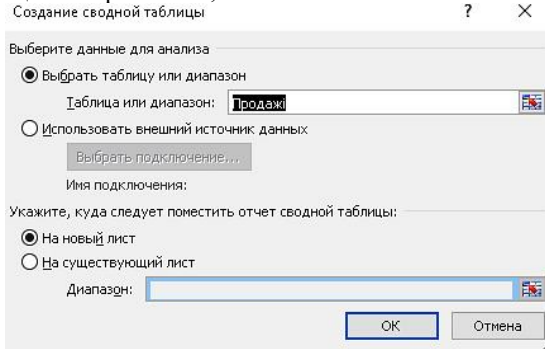 Создание сводной таблицы ? ×
Выберите данные для анализа
Выбрать таблицу или диапазон
Таблица или диапазон: Продажі
Использовать внешний источник данных
Выбрать подключение...
Имя подключения:
Укажите, куда следует поместить отчет сводной таблицы:
На новый лист
На существующий лист
Диапазон:
ОК Отмена